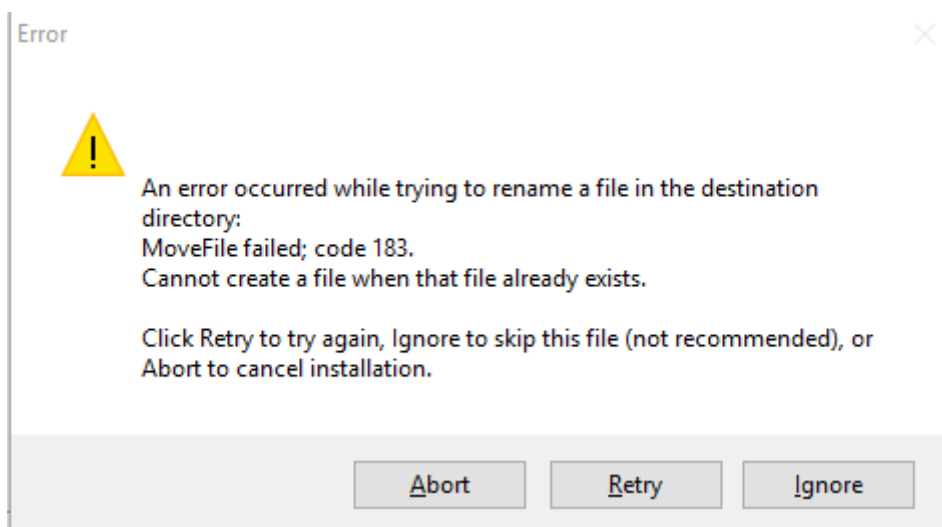 Error
!
An error occurred while trying to rename a file in the destination
directory:
MoveFile failed; code 183.
Cannot create a file when that file already exists.
Click Retry to try again, Ignore to skip this file (not recommended), or
Abort to cancel installation.
Abort
Retry
Ignore